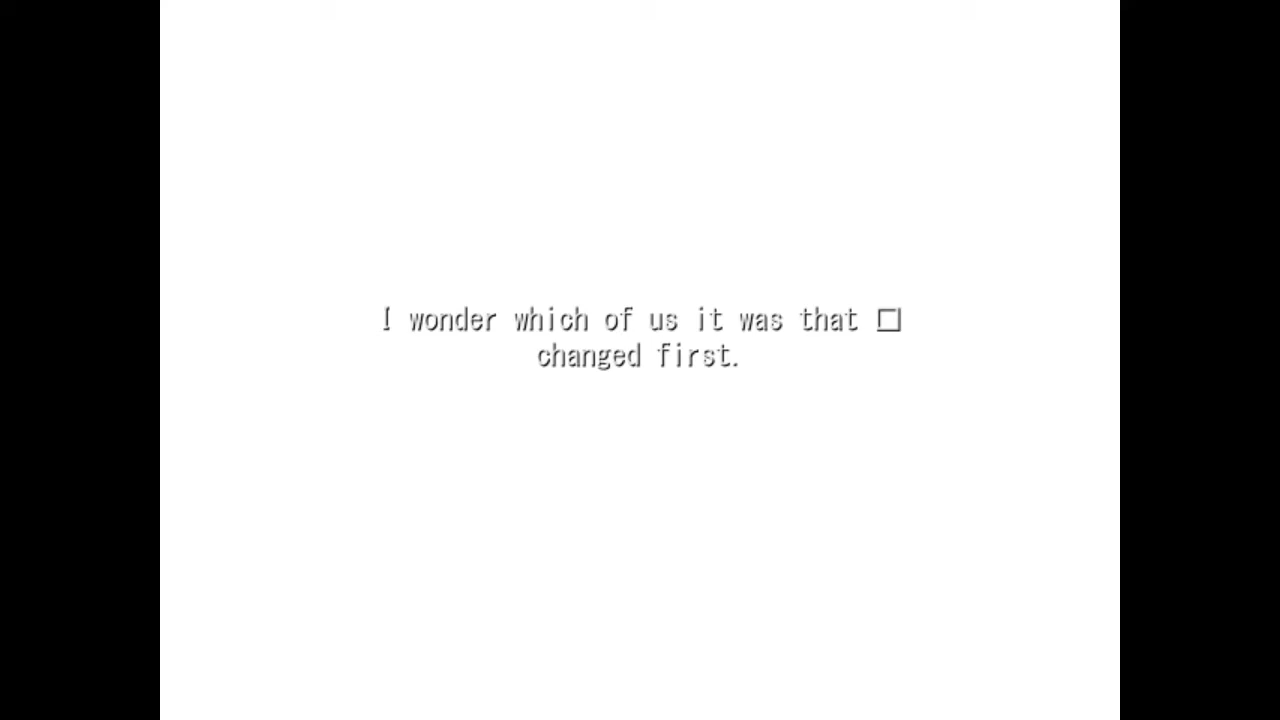 I wonder which of us it was that □
changed first.